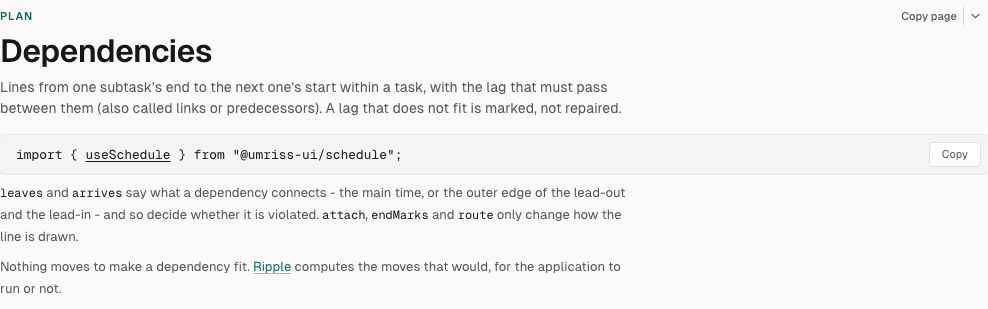 PLAN
Copy page
Dependencies
Lines from one subtask's end to the next one's start within a task, with the lag that must pass
between them (also called links or predecessors). A lag that does not fit is marked, not repaired.
import { useSchedule } from "@umriss-ui/schedule";
Copy
leaves and arrives say what a dependency connects - the main time, or the outer edge of the lead-out
and the lead-in - and so decide whether it is violated. attach, endMarks and route only change how the
line is drawn.
Nothing moves to make a dependency fit. Ripple computes the moves that would, for the application to
run or not.